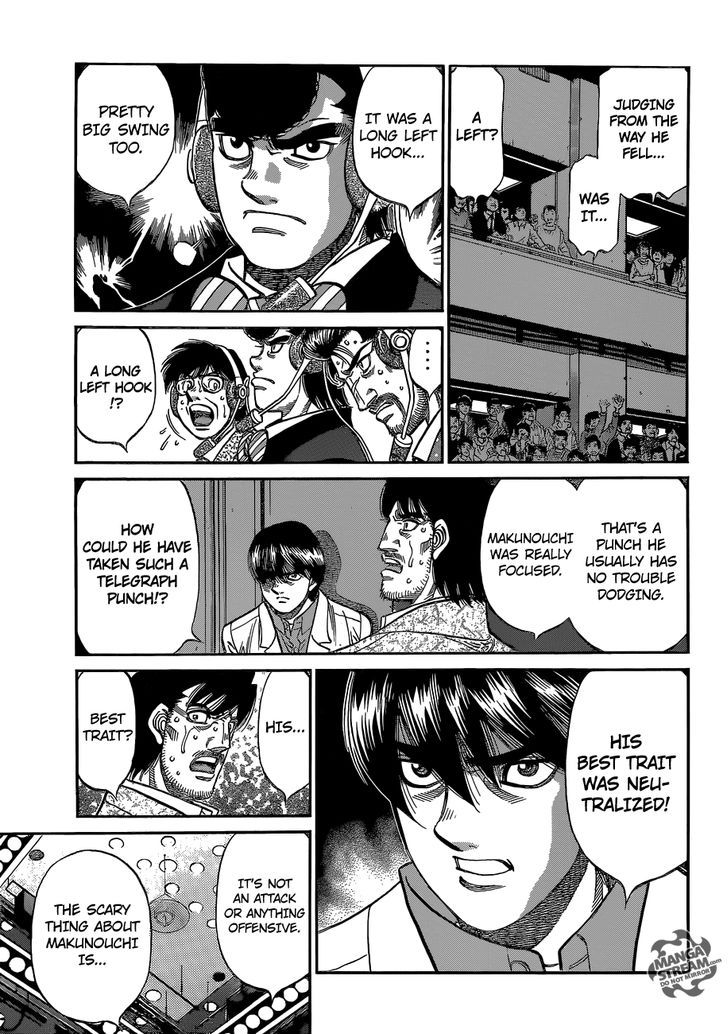 JUDGING
FROM THE
WAY HE
FELL...
WAS
IT...
A
LEFT?
IT WAS A
LONG LEFT
HOOK...
PRETTY
BIG SWING
TOO.
...
A LONG
LEFT HOOK
!?
THAT'S A
PUNCH HE
USUALLY HAS
NO TROUBLE
DODGING.
MAKUNOUCHI
WAS REALLY
FOCUSED.
HOW
COULD HE HAVE
TAKEN SUCH A
TELEGRAPH
PUNCH!?
HIS
BEST TRAIT
WAS NEU-
TRALIZED!
HIS...
BEST
TRAIT?
IT'S NOT
AN ATTACK
OR ANYTHING
OFFENSIVE.
THE SCARY
THING ABOUT
MAKUNOUCHI
IS...
MANGA
STREAM.COM
DO NOT MIRROR